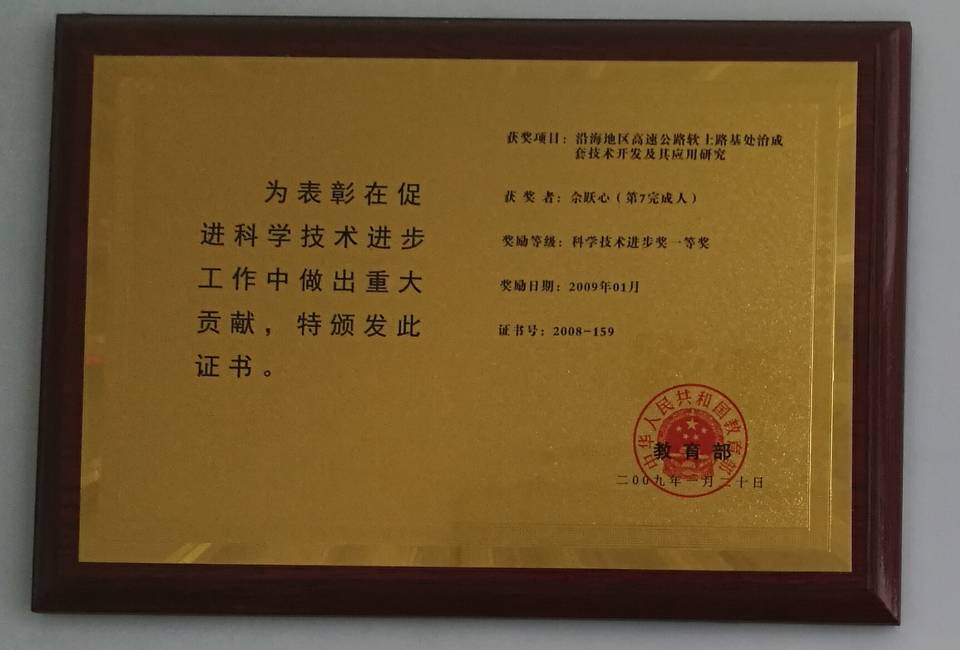 为表彰在促
进科学技术进步
工作中做出重大
贡献，特颁发此
证书。
获奖项目：沿海地区高速公路软土路基处治成
套技术开发及其应用研究
获 奖 者：佘跃心（第7完成人）
奖励等级：科学技术进步奖一等奖
奖励日期：2009年01月
证书号：2008-159
中华人民共和国教育部
教育部
二00九年一月二十日